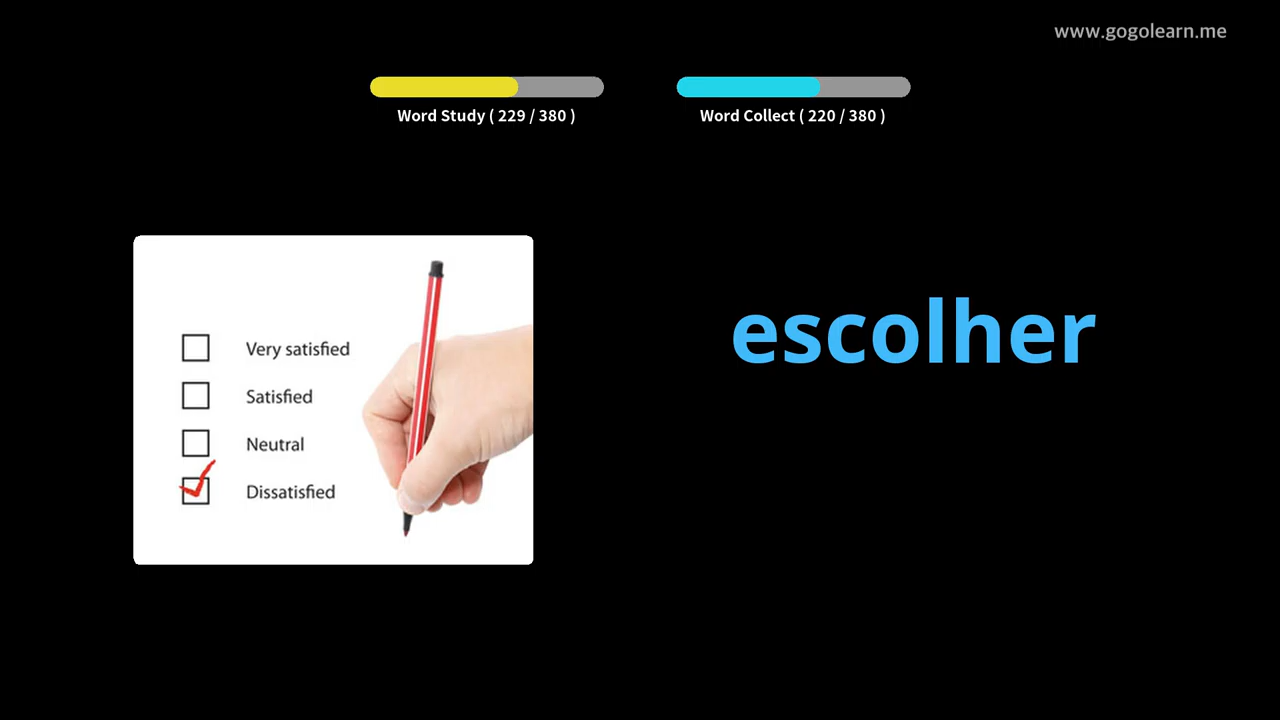 www.gogolearn.me
Word Study ( 229 / 380 )
Word Collect ( 220 / 380 )
Very satisfied
Satisfied
Neutral
Dissatisfied
escolher